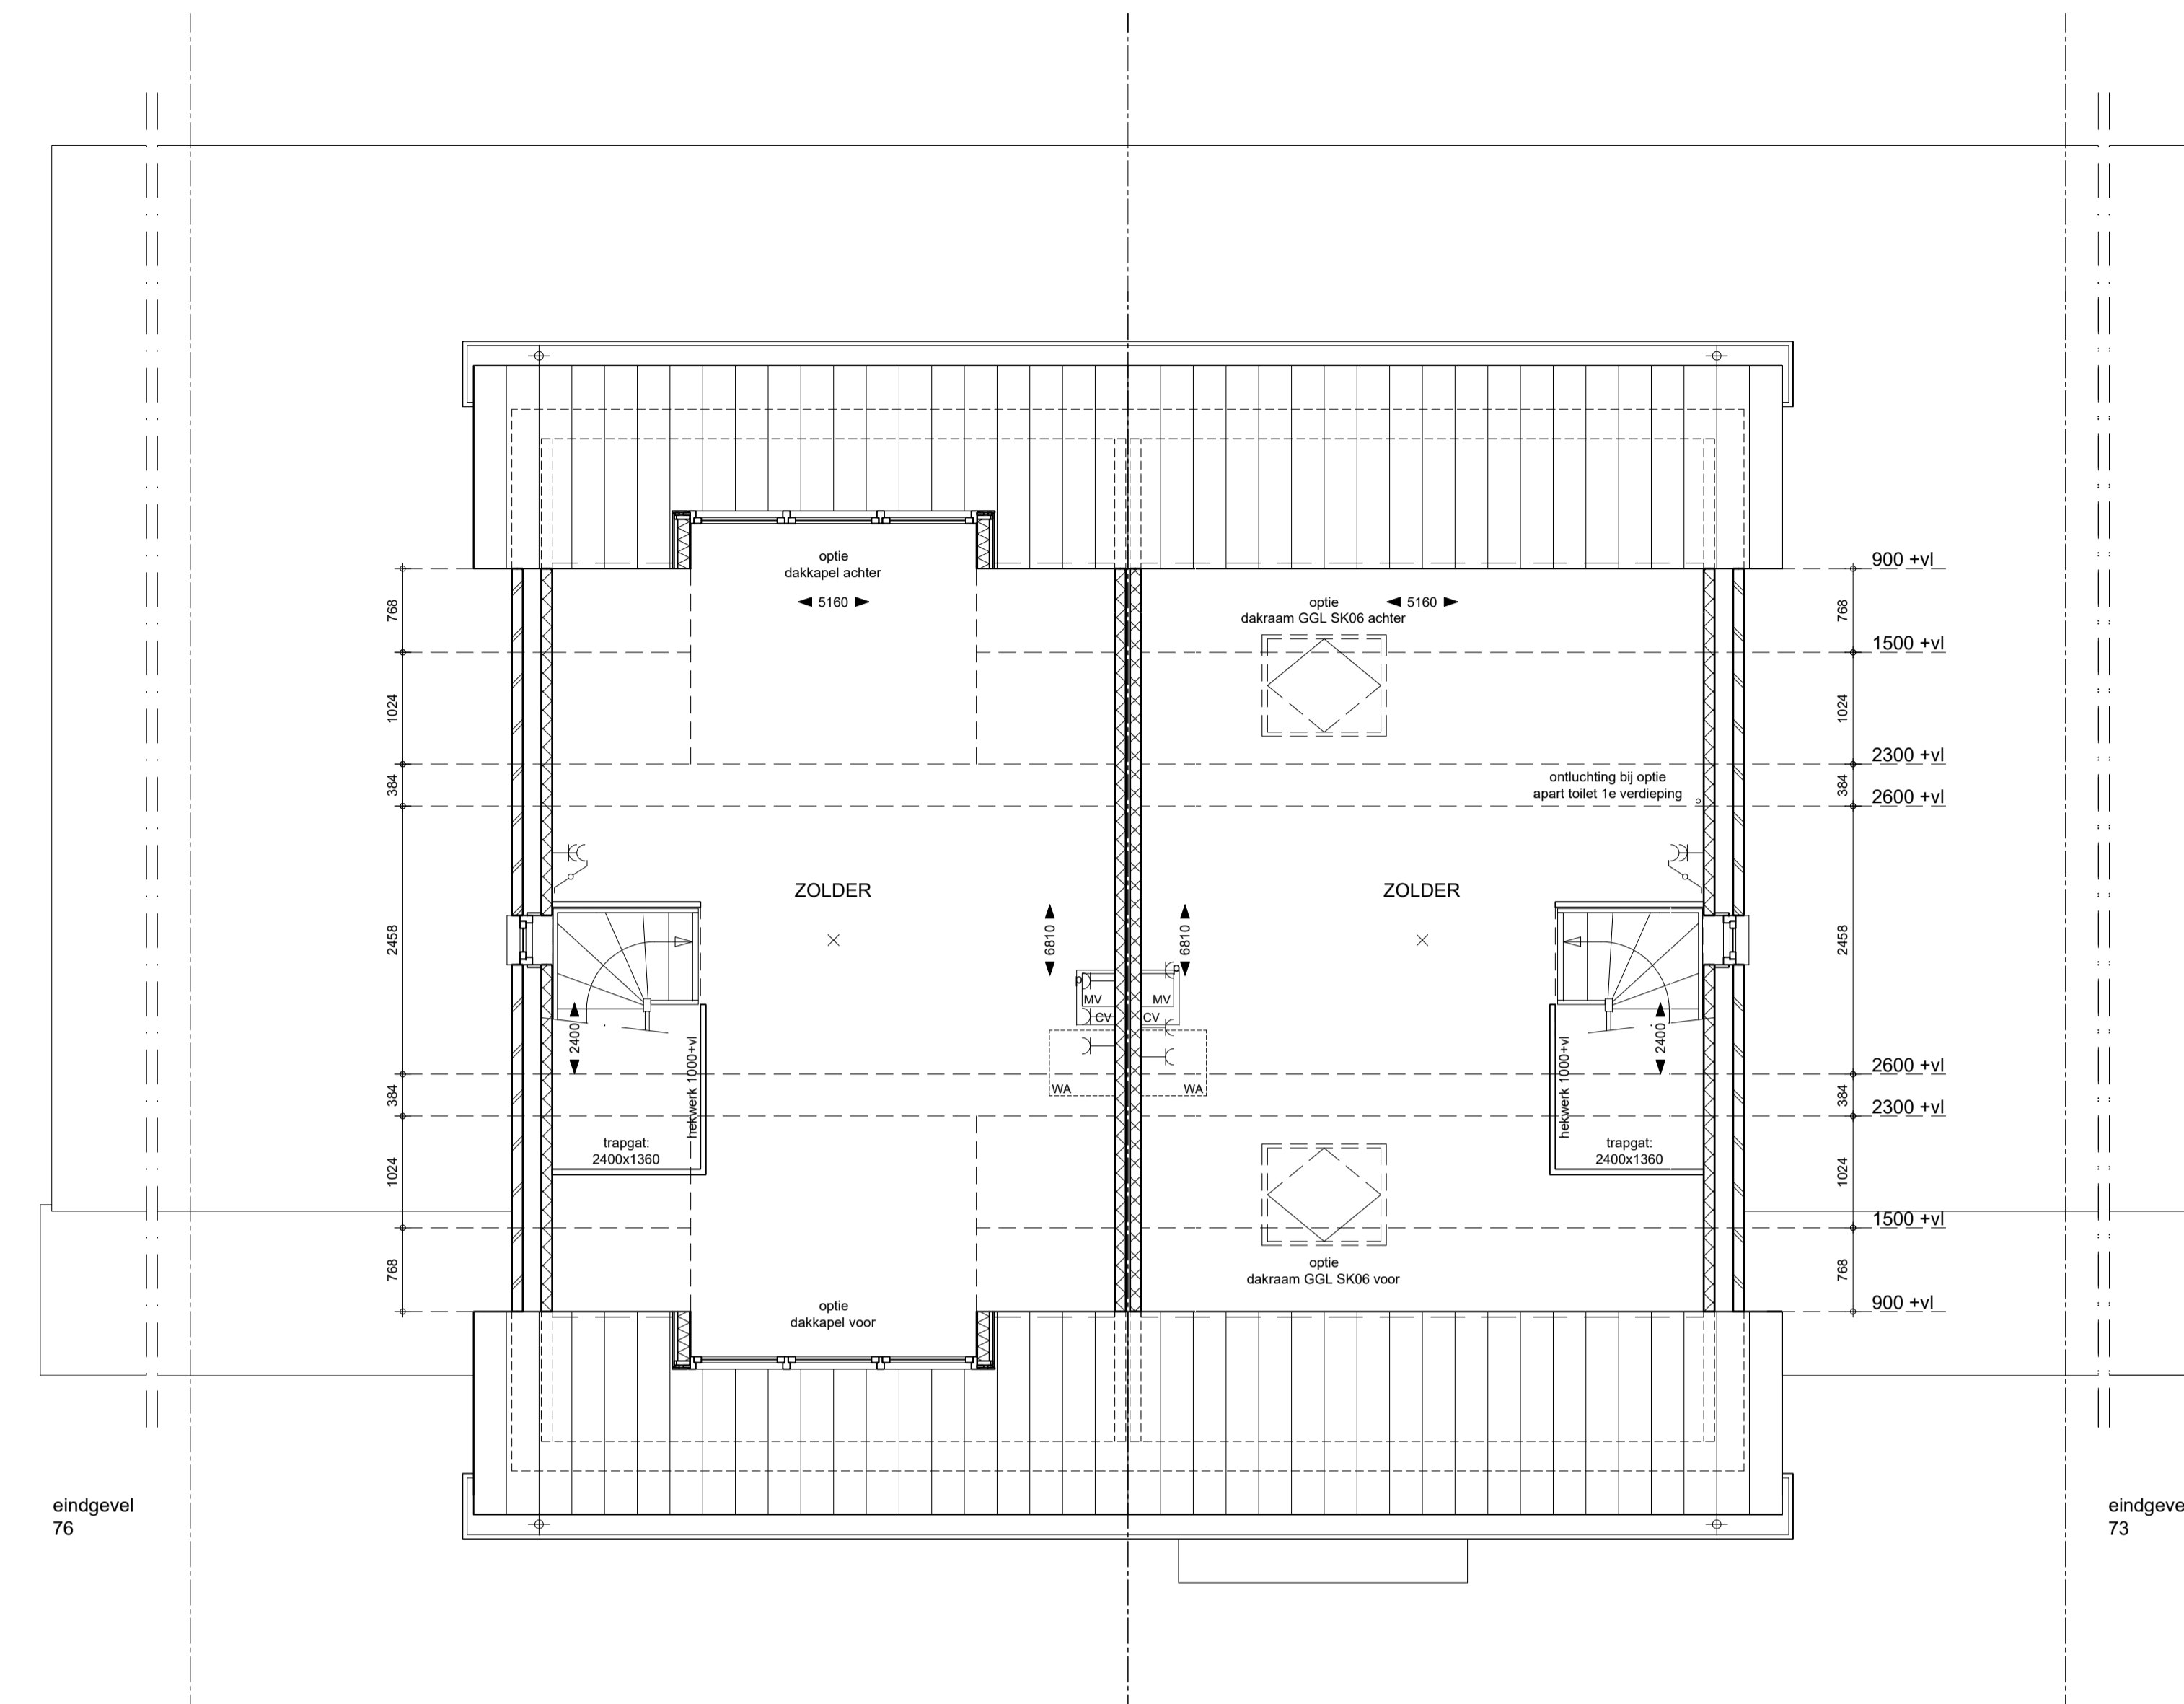 optie
dakkapel achter
5160
optie
dakraam GGL SK06 achter
5160
900 +vl
768
768
1500 +vl
1024
1024
2300 +vl
384
384
ontluchting bij optie
apart toilet 1e verdieping
2600 +vl
ZOLDER
ZOLDER
2458
6810
6810
2458
MV
MV
CV
CV
2400
2400
hekwerk 1000+vl
hekwerk 1000+vl
WA
WA
2600 +vl
384
384
2300 +vl
trapgat:
2400x1360
trapgat:
2400x1360
1024
1024
1500 +vl
768
768
optie
dakraam GGL SK06 voor
optie
dakkapel voor
900 +vl
eindgevel
76
eindgeve
73